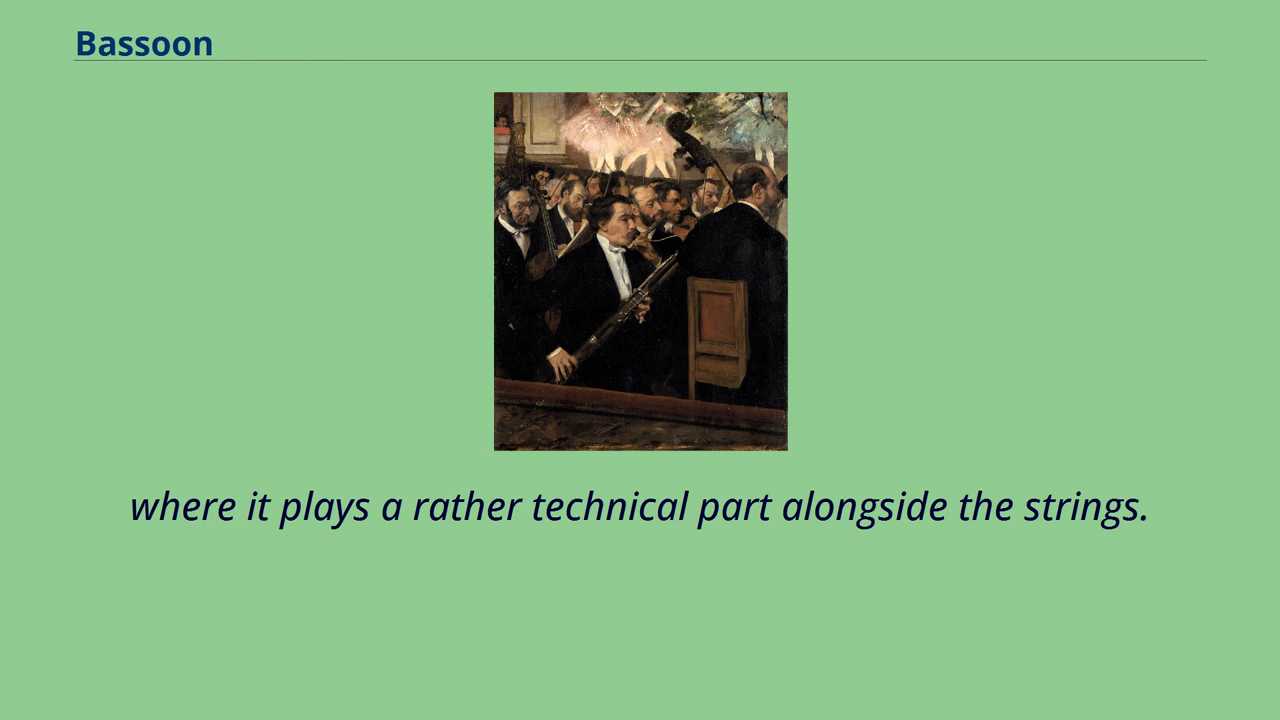 Bassoon
where it plays a rather technical part alongside the strings.